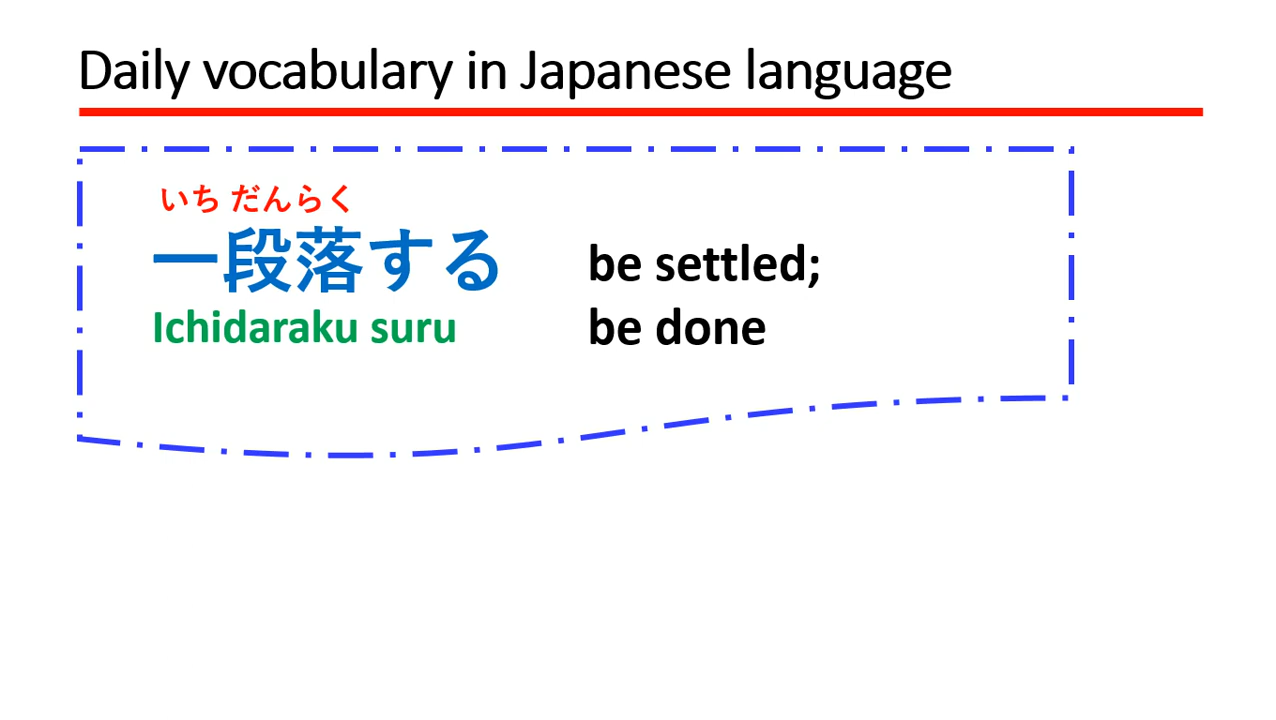 Daily vocabulary in Japanese language
いち だんらく
一段落する
Ichidaraku suru
be settled;
be done